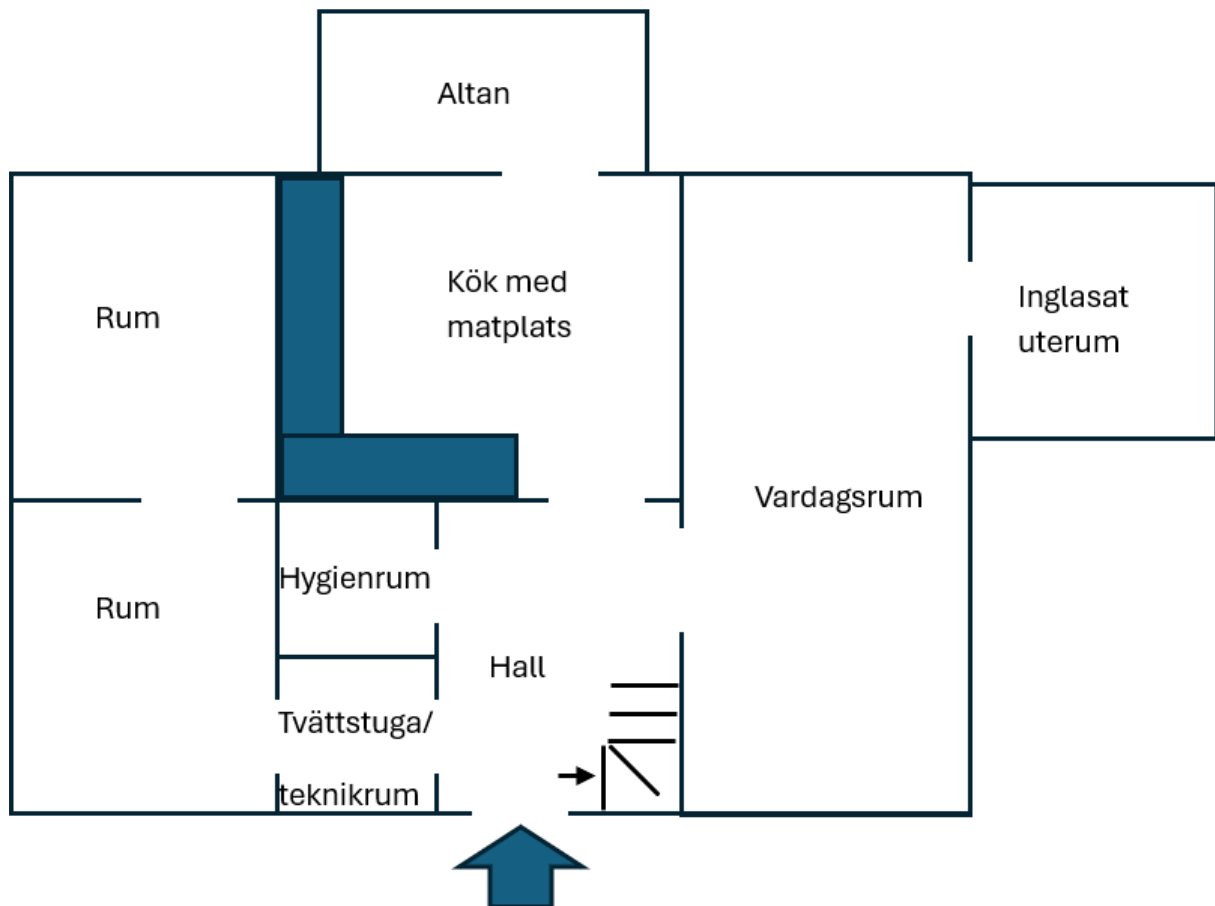 Altan
Rum
Kök med
matplats
Inglasat
uterum
Vardagsrum
Hygienrum
Rum
Hall
Tvättstuga/
teknikrum